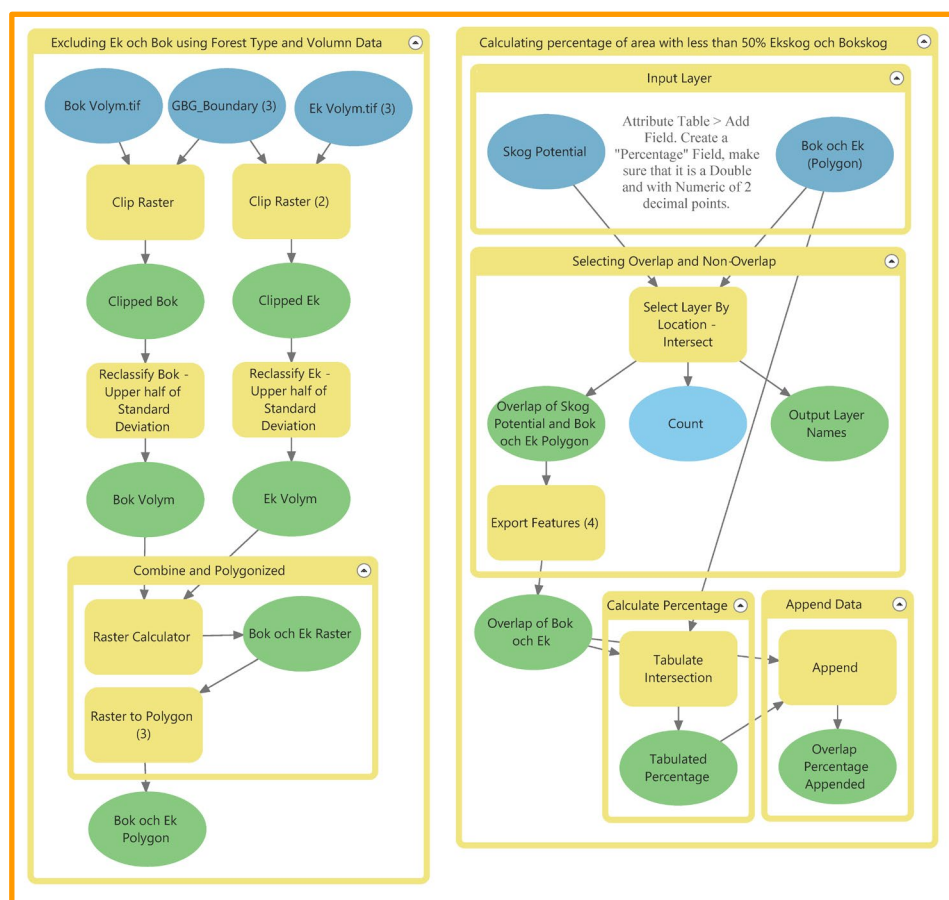 Excluding Ek och Bok using Forest Type and Volumn Data
Bok Volym.tif
GBG_Boundary (3)
Ek Volym.tif (3)
Clip Raster
Clip Raster (2)
Clipped Bok
Clipped Ek
Reclassify Bok -
Upper half of
Standard
Deviation
Reclassify Ek -
Upper half of
Standard
Deviation
Bok Volym
Ek Volym
Combine and Polygonized
Raster Calculator
Bok och Ek Raster
Raster to Polygon
(3)
Bok och Ek
Polygon
Calculating percentage of area with less than 50% Ekskog och Bokskog
Input Layer
Skog Potential
Attribute Table > Add
Field. Create a
"Percentage" Field, make
sure that it is a Double
and with Numeric of 2
decimal points.
Bok och Ek
(Polygon)
Selecting Overlap and Non-Overlap
Select Layer By
Location -
Intersect
Overlap of Skog
Potential and Bok
och Ek Polygon
Count
Output Layer
Names
Export Features (4)
Overlap of Bok
och Ek
Calculate Percentage
Tabulate
Intersection
Tabulated
Percentage
Append Data
Append
Overlap
Percentage
Appended